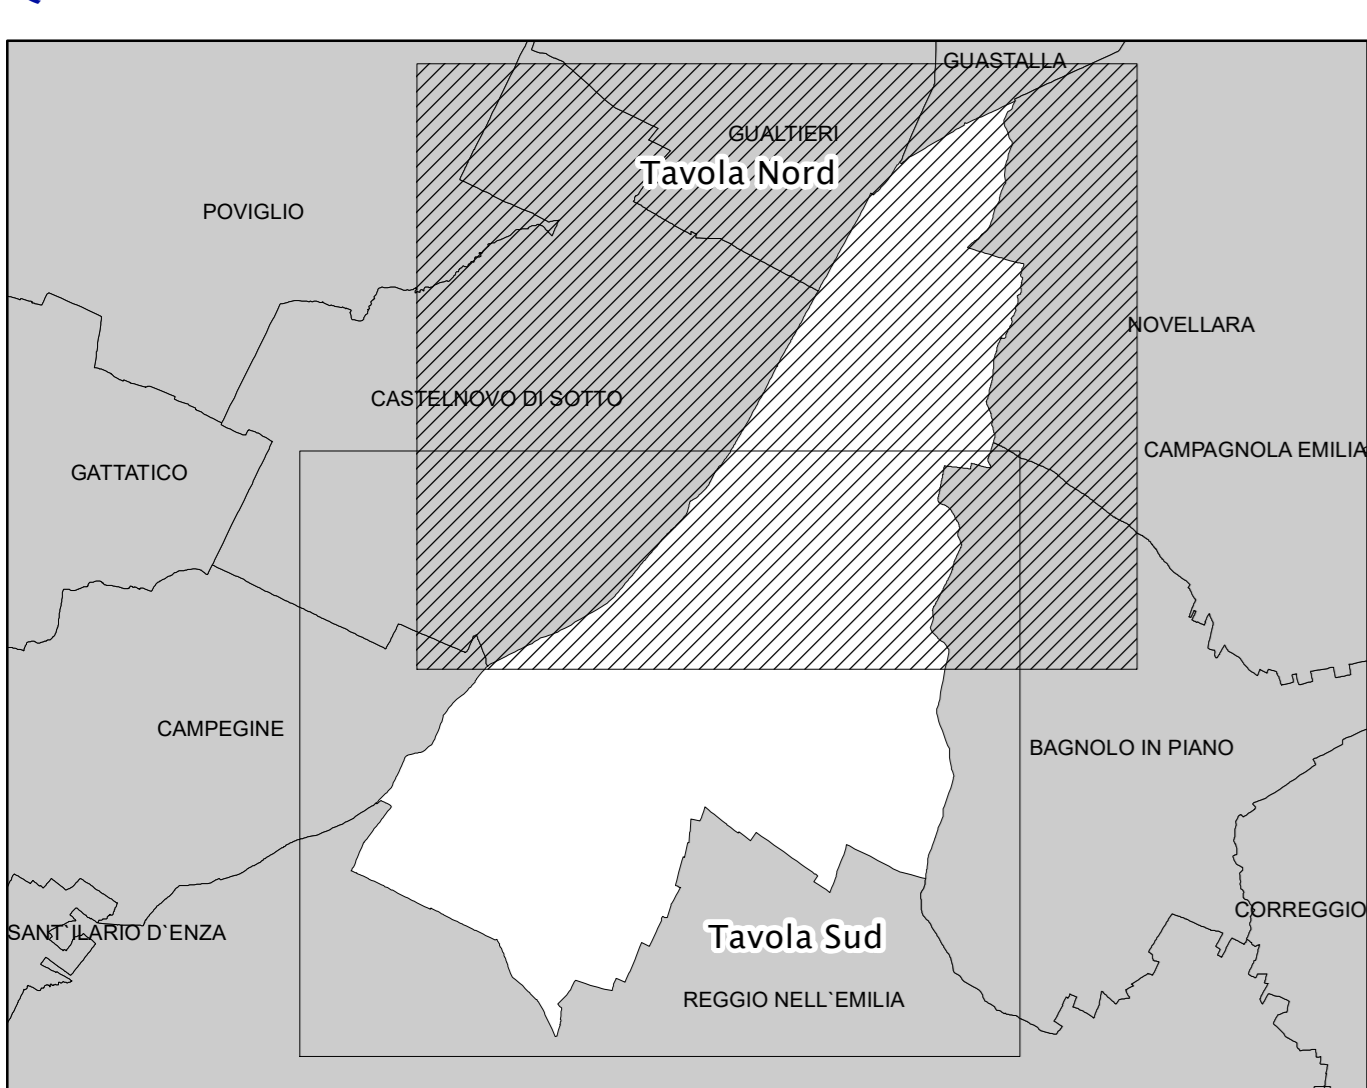 GUASTALLA
GUALTIERI
Tavola Nord
POVIGLIO
NOVELLARA
CASTELNOVO DI SOTTO
CAMPAGNOLA EMILIA
GATTATICO
CAMPEGINE
BAGNOLO IN PIANO
CORREGGIO
SANT`ILARIO D`ENZA
Tavola Sud
REGGIO NELL`EMILIA